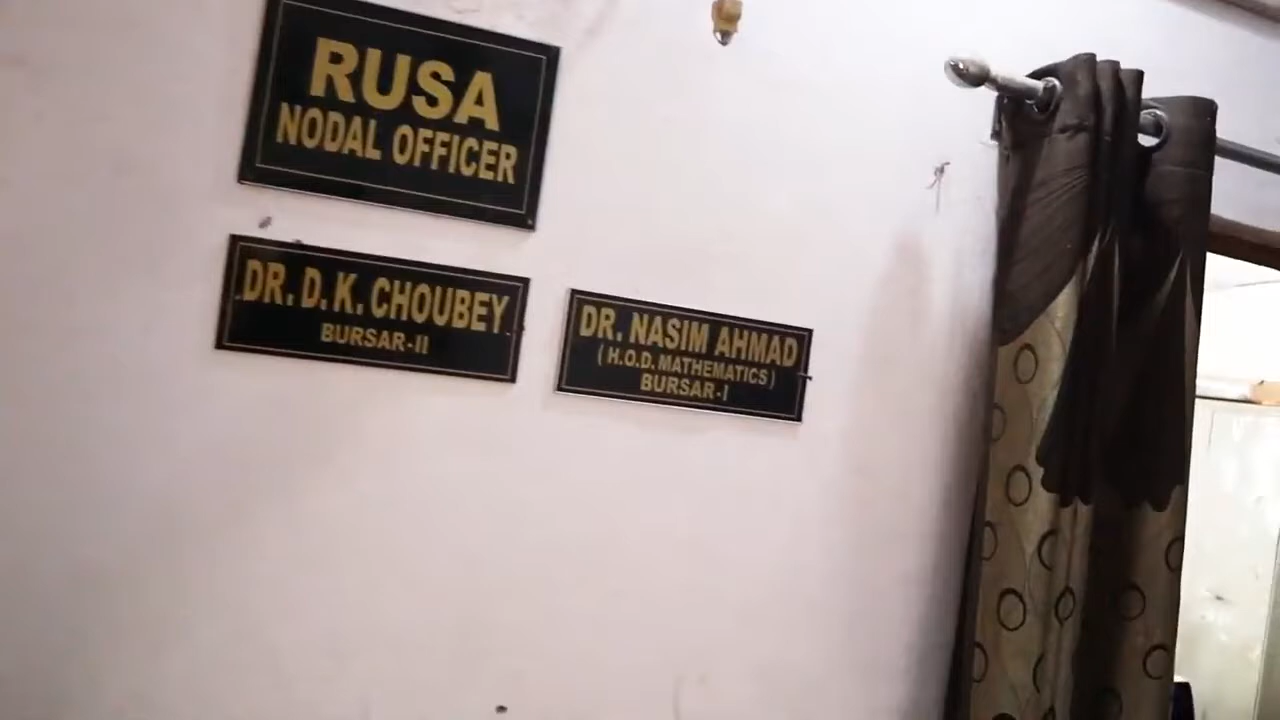 RUSA
NODAL OFFICER
DR. D. K. CHOUBEY
BURSAR-II
DR. NASIM AHMAD
( H.O.D. MATHEMATICS )
BURSAR-I